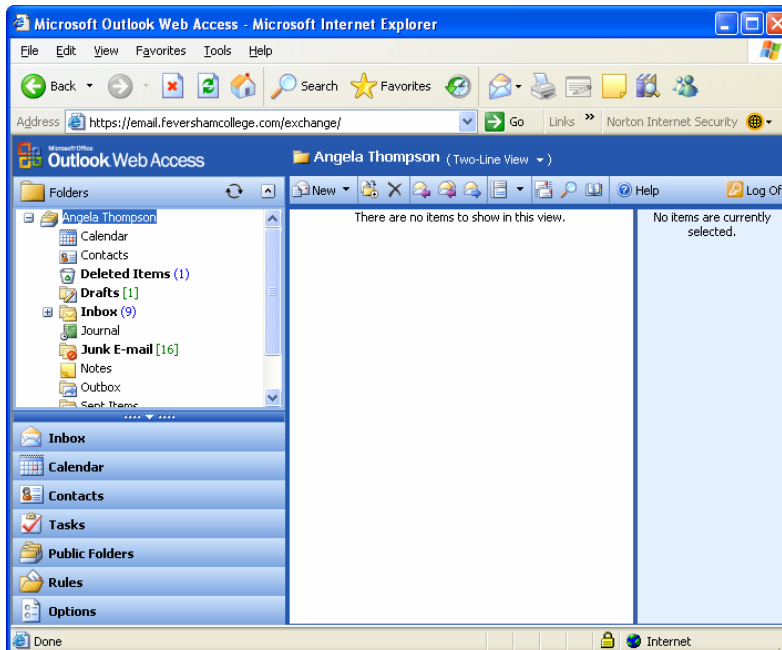 Microsoft Outlook Web Access - Microsoft Internet Explorer
File Edit View Favorites Tools Help
Back Search Favorites
Address https://email.fevershamcollege.com/exchange/ Go Links » Norton Internet Security
Microsoft Office
Outlook Web Access
Angela Thompson (Two-Line View)
Folders
New Help Log Of
Angela Thompson
Calendar
Contacts
Deleted Items (1)
Drafts [1]
Inbox (9)
Journal
Junk E-mail [16]
Notes
Outbox
Sent Items
There are no items to show in this view.
No items are currently
selected.
Inbox
Calendar
Contacts
Tasks
Public Folders
Rules
Options
Done Internet